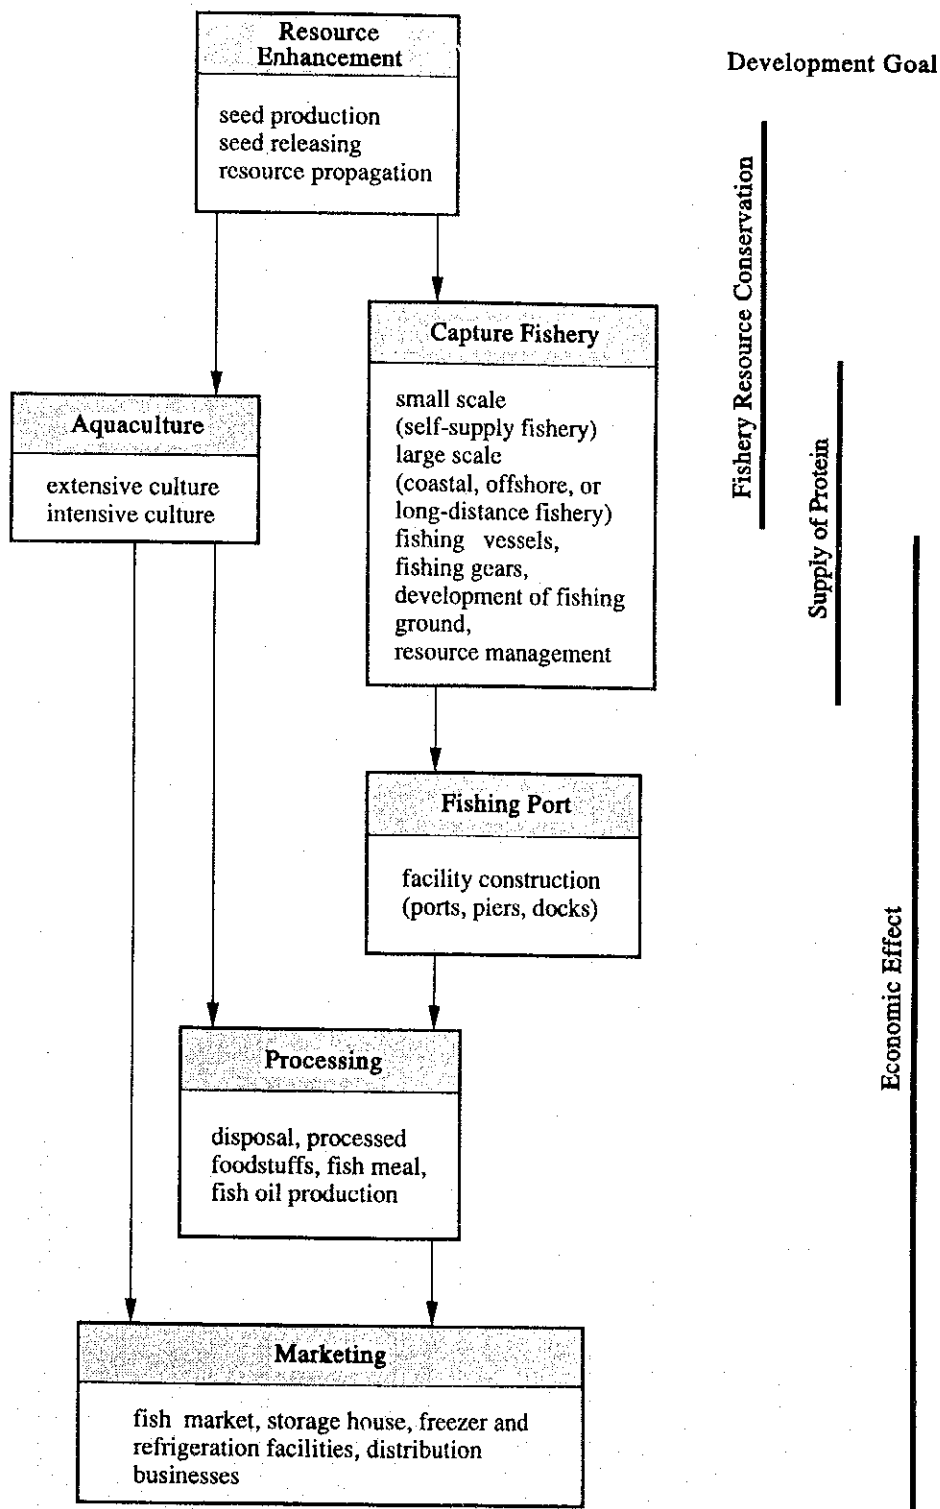 Resource
Enhancement
seed production
seed releasing
resource propagation
Development Goal
Fishery Resource Conservation
Supply of Protein
Economic Effect
Capture Fishery
small scale
(self-supply fishery)
large scale
(coastal, offshore, or
long-distance fishery)
fishing vessels,
fishing gears,
development of fishing
ground,
resource management
Aquaculture
extensive culture
intensive culture
Fishing Port
facility construction
(ports, piers, docks)
Processing
disposal, processed
foodstuffs, fish meal,
fish oil production
Marketing
fish market, storage house, freezer and
refrigeration facilities, distribution
businesses